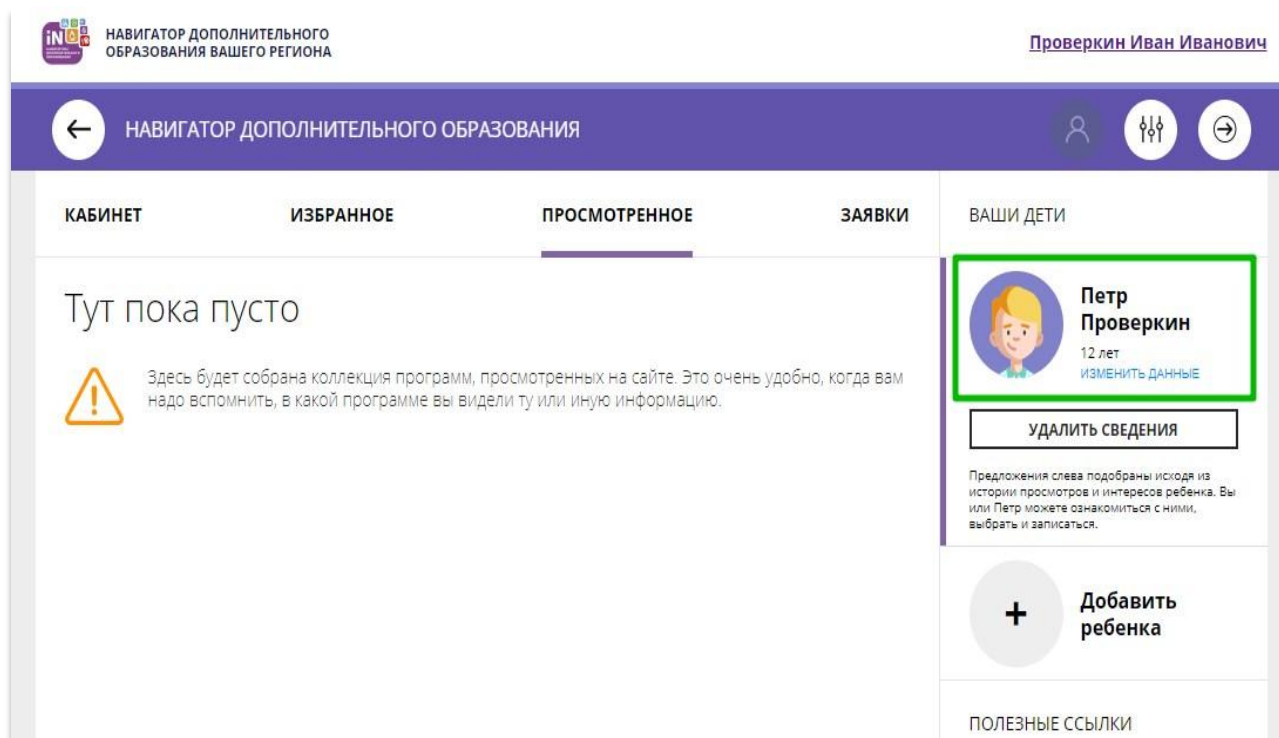 НАВИГАТОР ДОПОЛНИТЕЛЬНОГО
ОБРАЗОВАНИЯ ВАШЕГО РЕГИОНА
Проверкин Иван Иванович
НАВИГАТОР ДОПОЛНИТЕЛЬНОГО ОБРАЗОВАНИЯ
КАБИНЕТ
ИЗБРАННОЕ
ПРОСМОТРЕННОЕ
ЗАЯВКИ
Тут пока пусто
Здесь будет собрана коллекция программ, просмотренных на сайте. Это очень удобно, когда вам
надо вспомнить, в какой программе вы видели ту или иную информацию.
ВАШИ ДЕТИ
Петр
Проверкин
12 лет
ИЗМЕНИТЬ ДАННЫЕ
УДАЛИТЬ СВЕДЕНИЯ
Предложения слева подобраны исходя из
истории просмотров и интересов ребенка. Вы
или Петр можете ознакомиться с ними,
выбрать и записаться.
+
Добавить
ребенка
ПОЛЕЗНЫЕ ССЫЛКИ